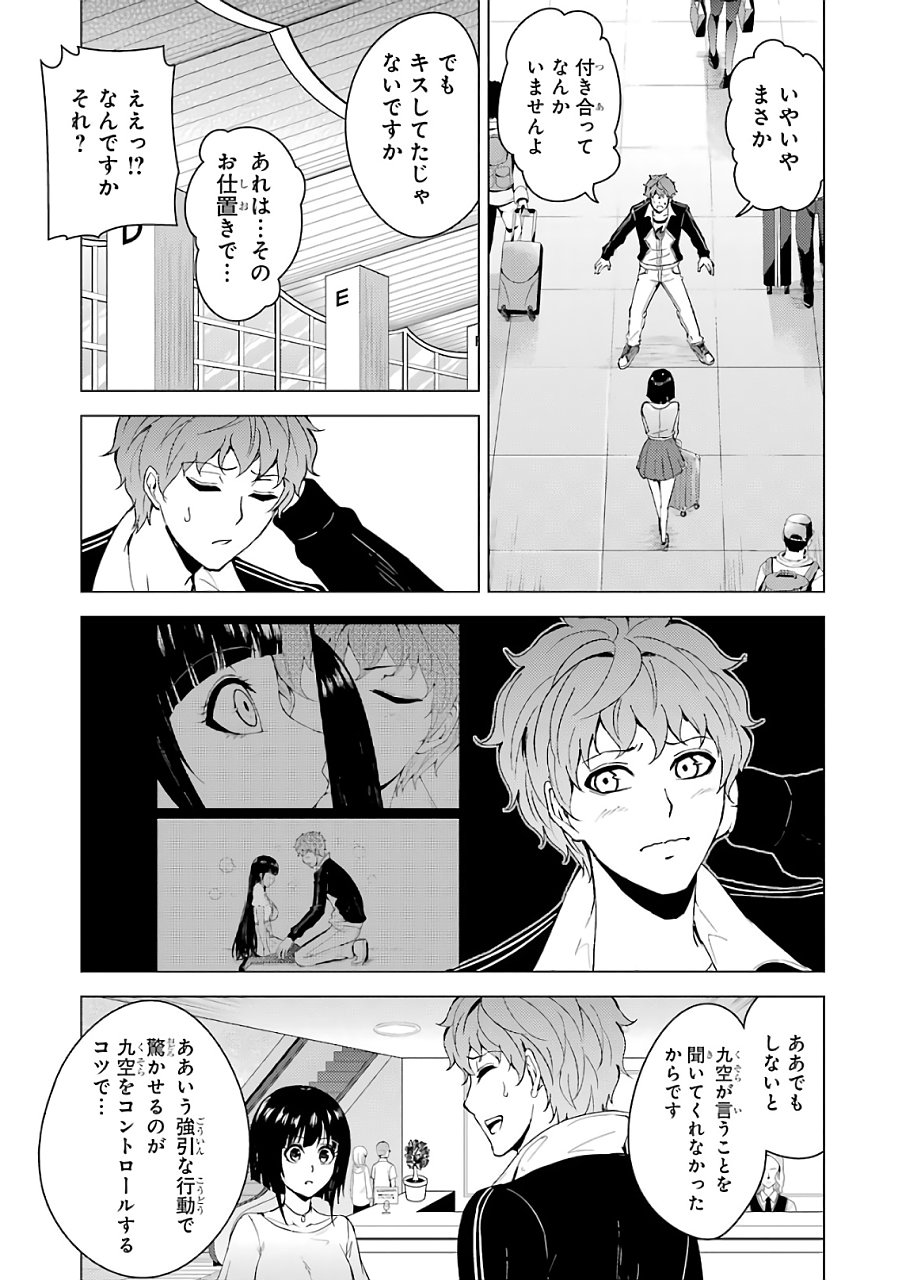 いやいや
まさか
付き合って
なんか
いませんよ
でも
キスしてたじゃ
ないですか
あれは…その
お仕置きで…
ええっ!?
なんですか
それ？
D
E
F
ああでも
しないと
九空が言うことを
聞いてくれなかった
からです
ああいう強引な行動で
驚かせるのが
九空をコントロールする
コツで…